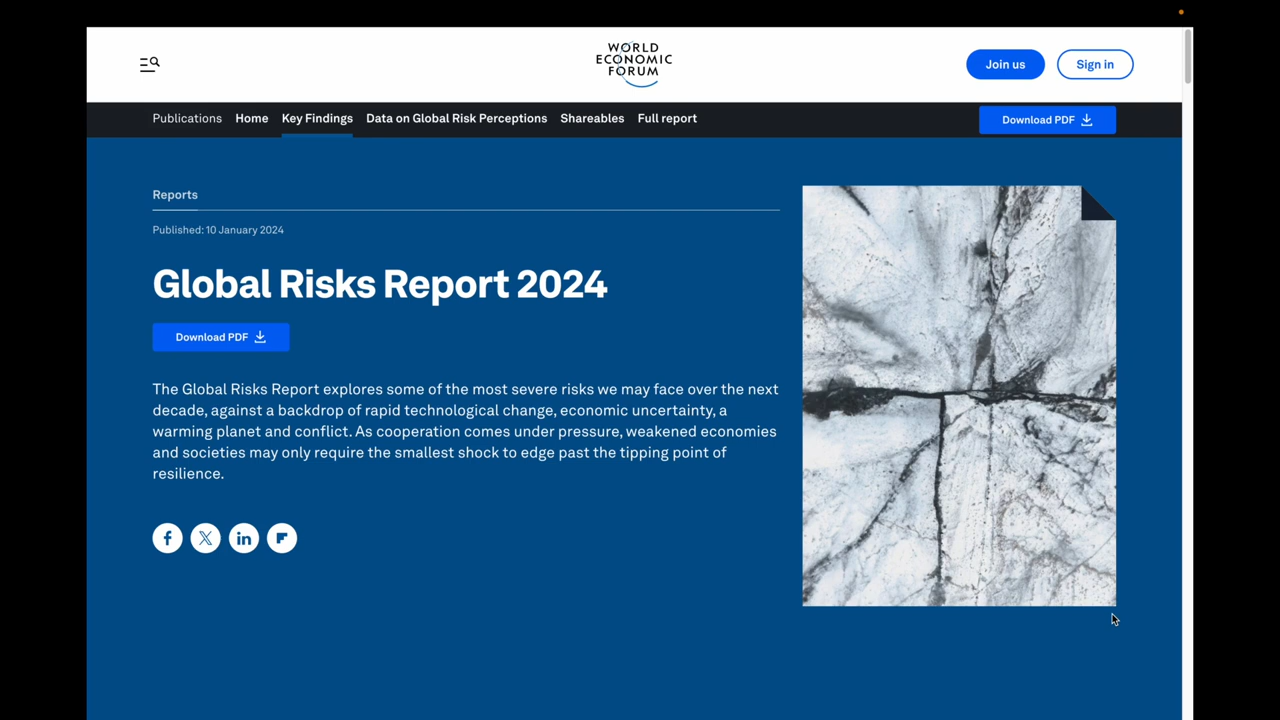 WORLD
ECONOMIC
FORUM
Join us
Sign in
Publications Home Key Findings Data on Global Risk Perceptions Shareables Full report
Download PDF
Reports
Published: 10 January 2024
Global Risks Report 2024
Download PDF
The Global Risks Report explores some of the most severe risks we may face over the next
decade, against a backdrop of rapid technological change, economic uncertainty, a
warming planet and conflict. As cooperation comes under pressure, weakened economies
and societies may only require the smallest shock to edge past the tipping point of
resilience.